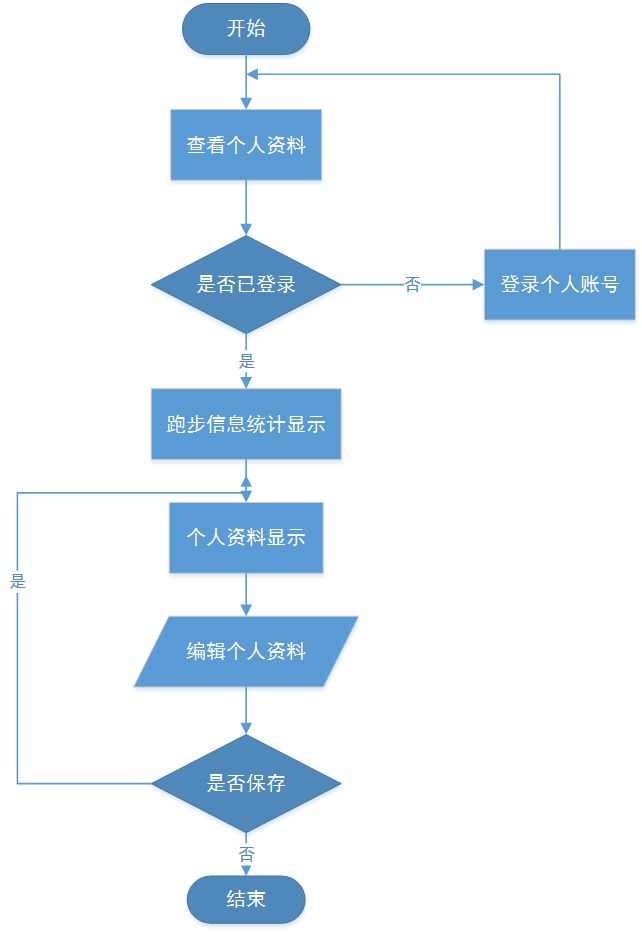 开始
查看个人资料
是否已登录
否
登录个人账号
是
跑步信息统计显示
个人资料显示
是
编辑个人资料
是否保存
否
结束